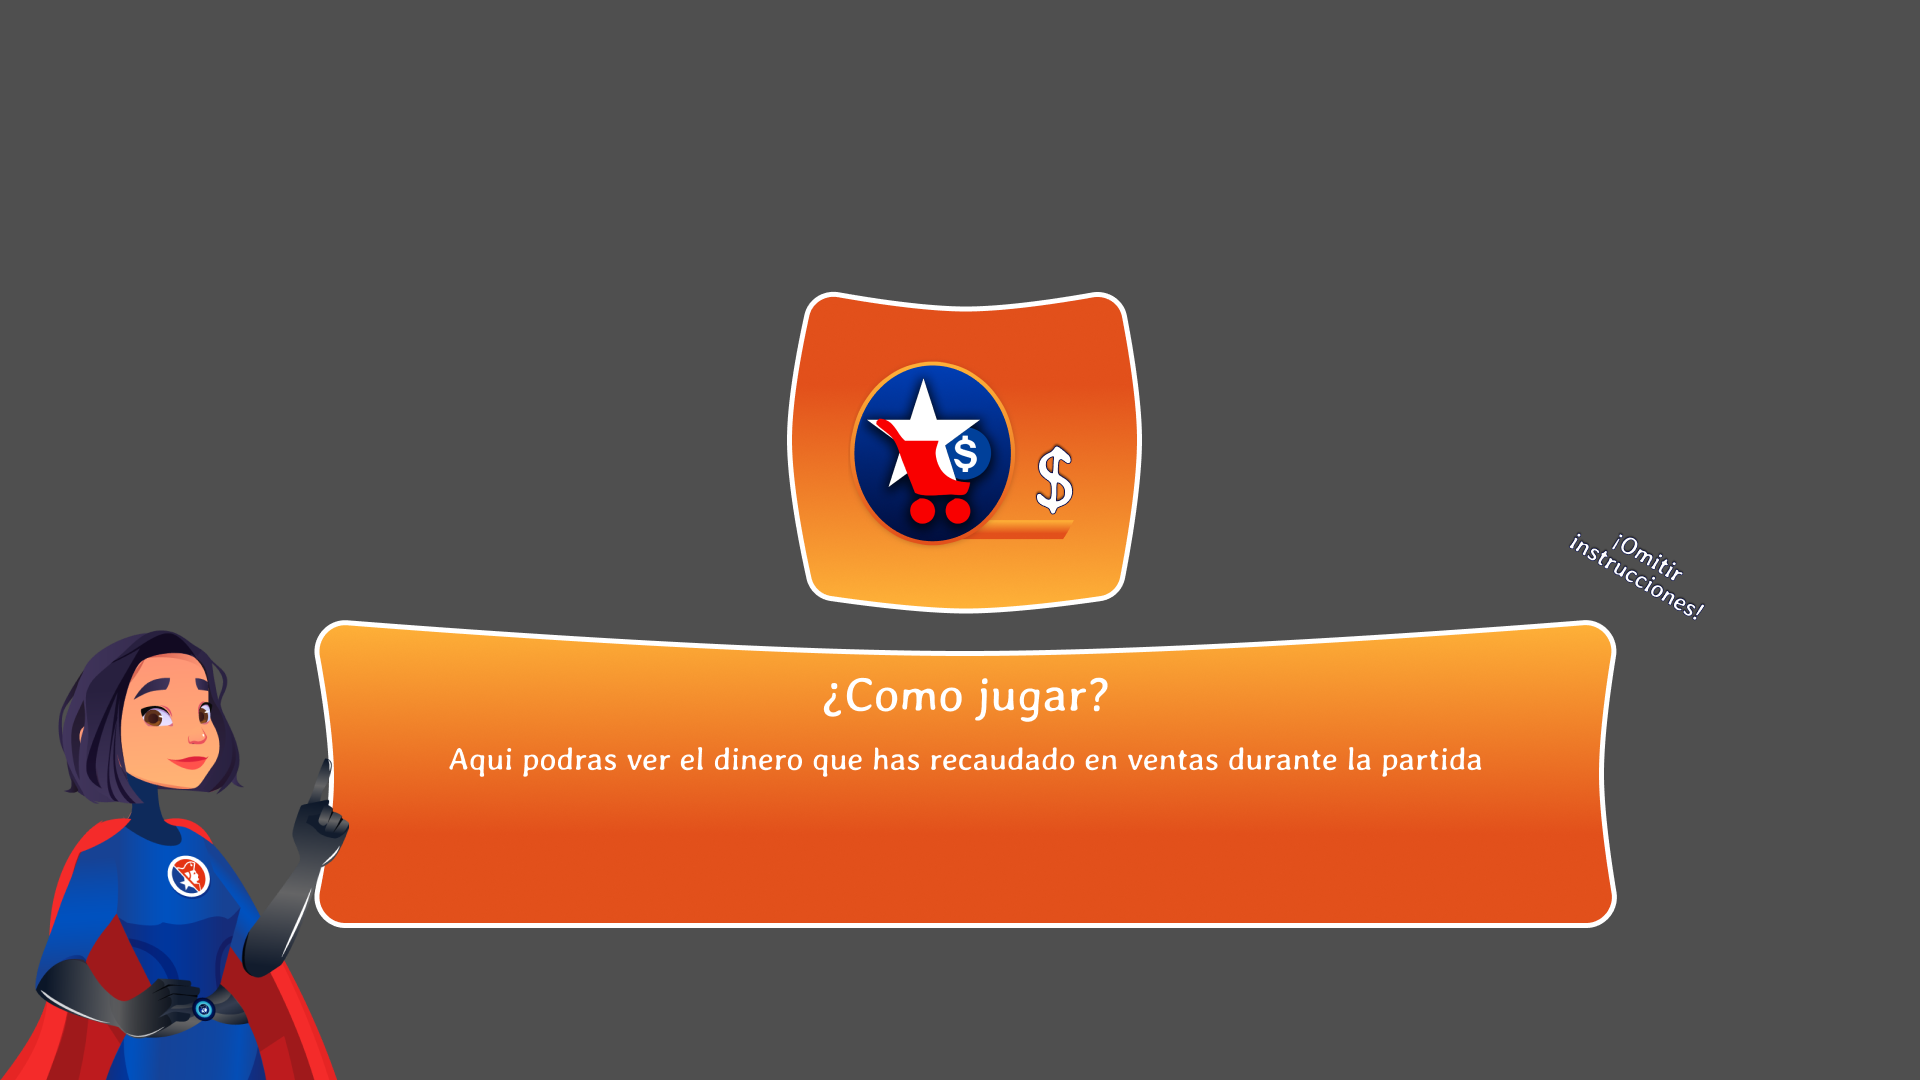 $
$
¡Omitir
instrucciones!
¿Como jugar?
Aqui podras ver el dinero que has recaudado en ventas durante la partida